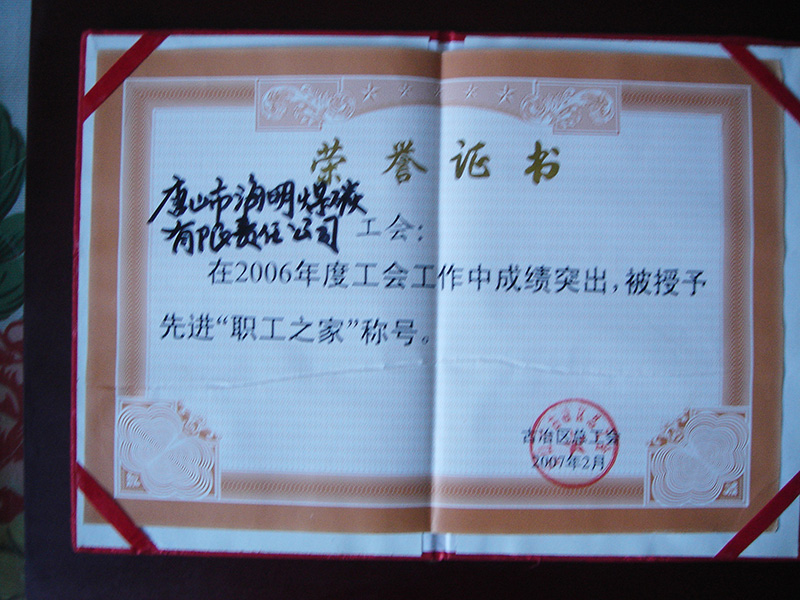 荣誉证书
唐山市海明煤碳
有限责任公司 工会:
在2006年度工会工作中成绩突出,被授予
先进“职工之家”称号。
古冶区总工会
2007年2月